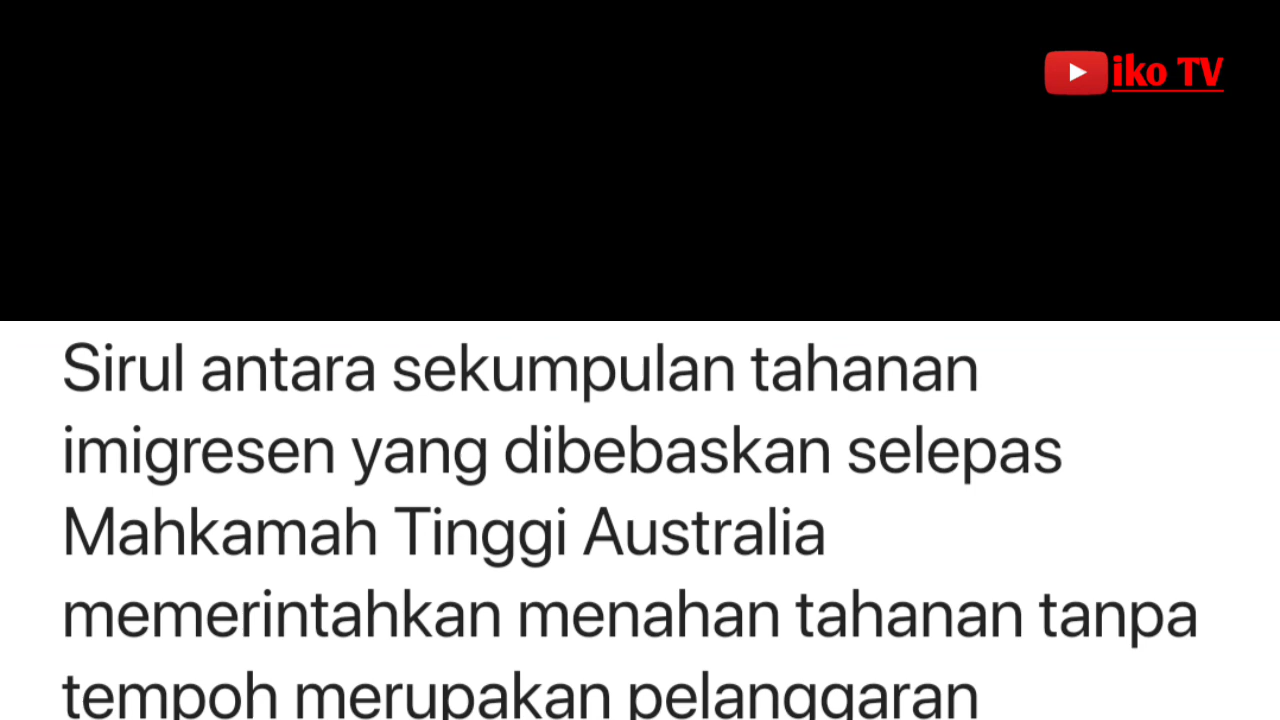 iko TV
Sirul antara sekumpulan tahanan
imigresen yang dibebaskan selepas
Mahkamah Tinggi Australia
memerintahkan menahan tahanan tanpa
tempoh merupakan pelanggaran